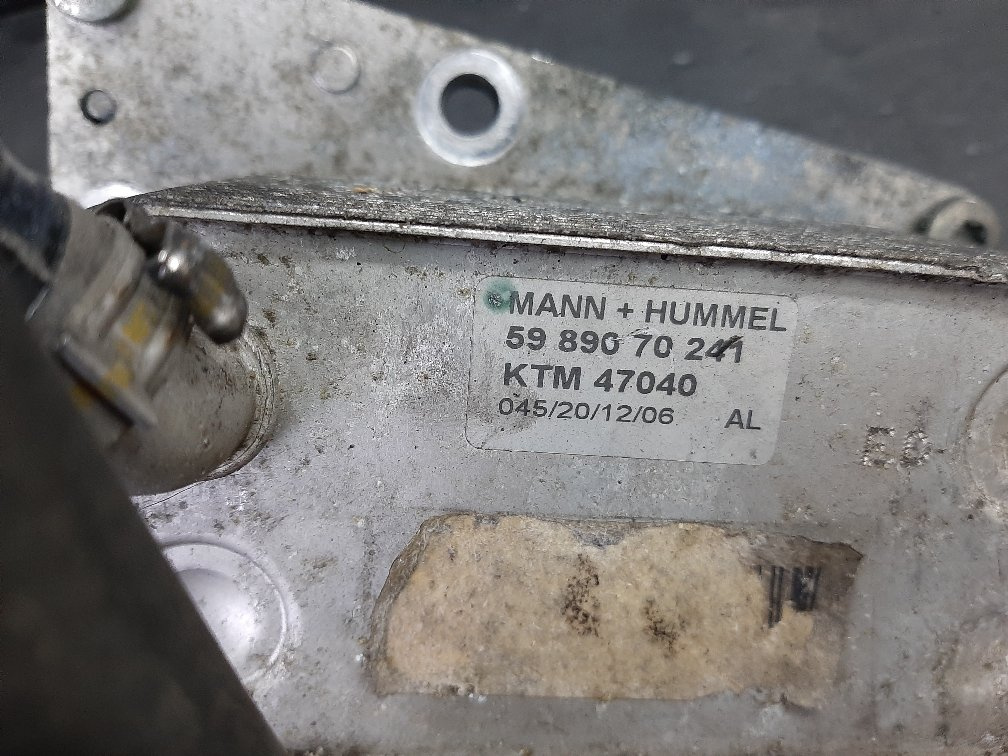 MANN + HUMMEL
59 890 70 241
KTM 47040
045/20/12/06 AL